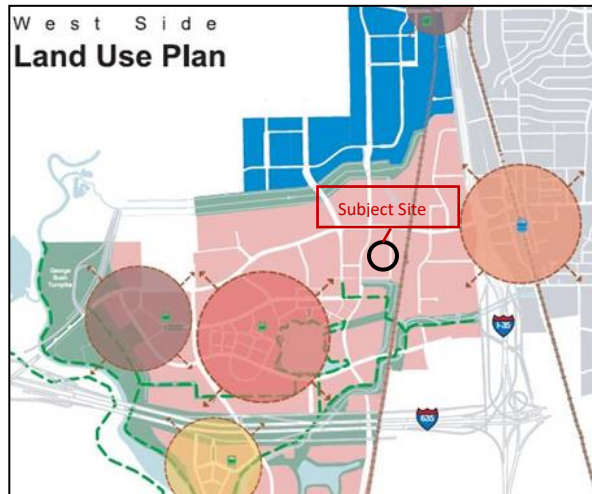 West Side
Land Use Plan
Subject Site
George
Bush
Turnpike
I-35
635